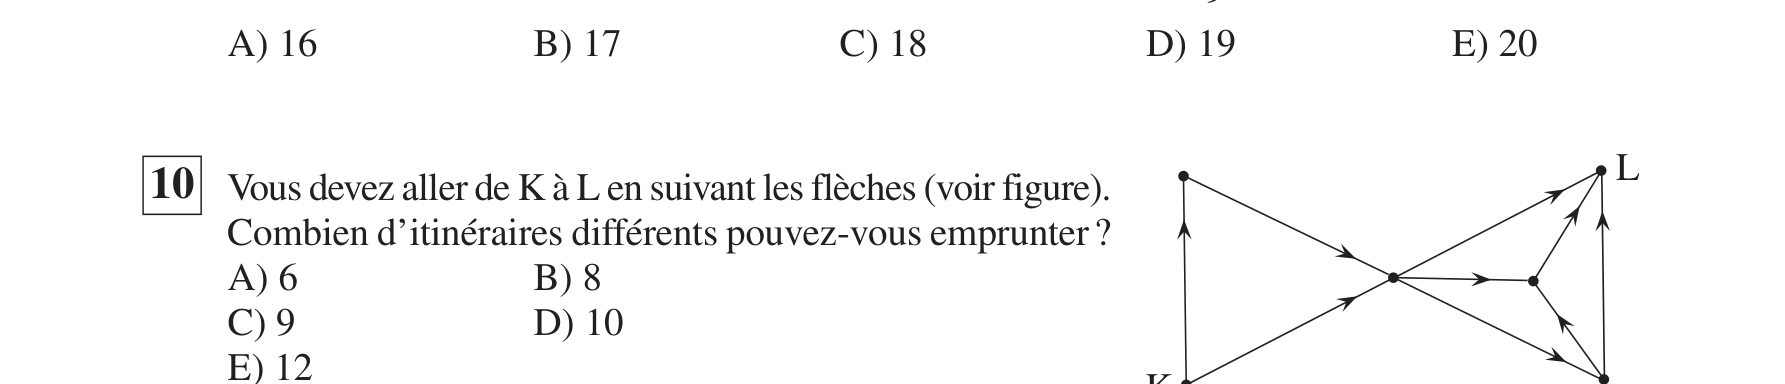 A) 16 B) 17 C) 18 D) 19 E) 20
10 Vous devez aller de K à L en suivant les flèches (voir figure).
Combien d’itinéraires différents pouvez-vous emprunter ?
A) 6 B) 8
C) 9 D) 10
E) 12
L
K